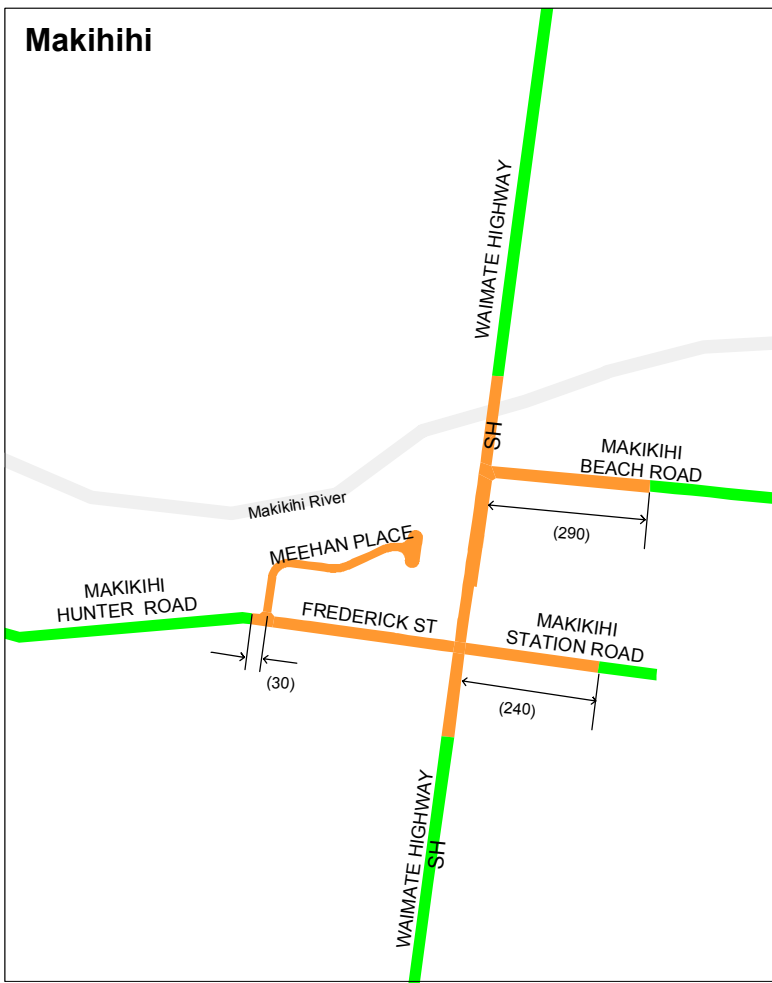 Makihihi
WAIMATE HIGHWAY
SH
MAKIKIHI
BEACH ROAD
(290)
Makikihi River
MEEHAN PLACE
MAKIKIHI
HUNTER ROAD
FREDERICK ST
MAKIKIHI
STATION ROAD
(30)
(240)
WAIMATE HIGHWAY
SH